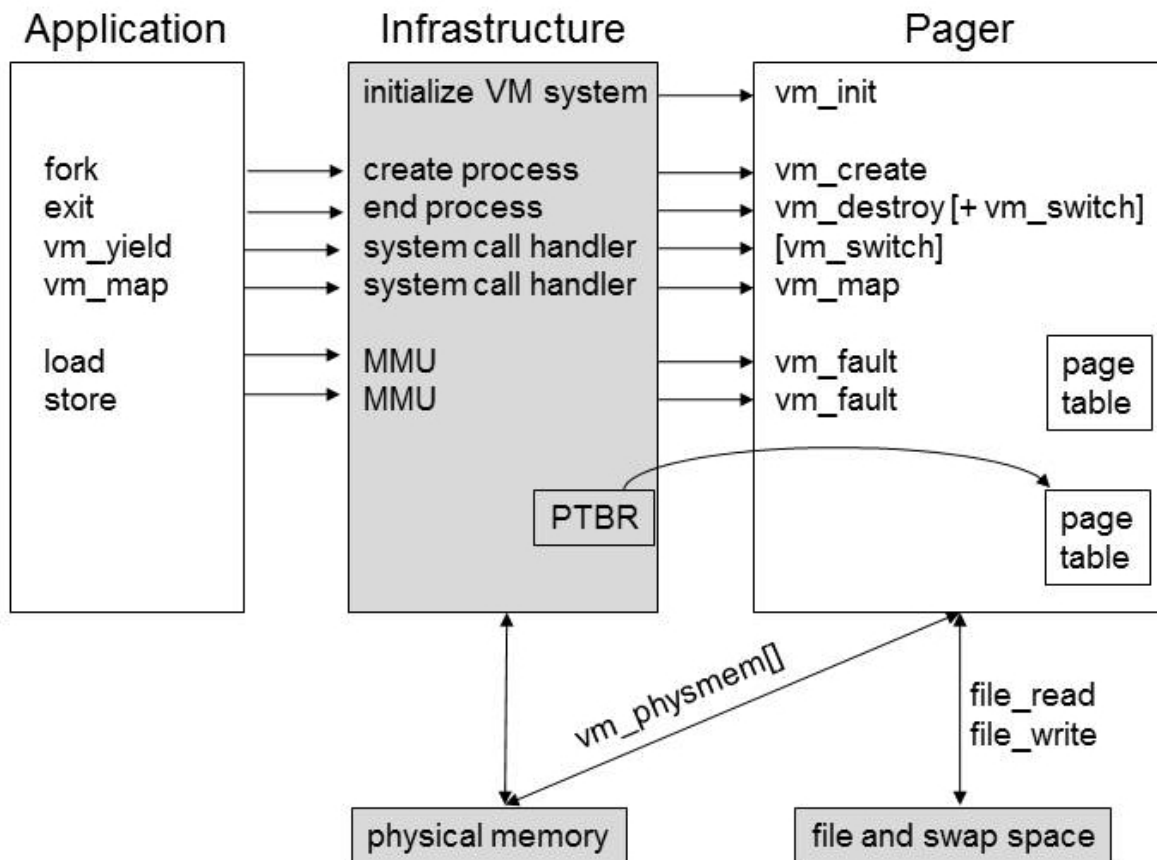 Application Infrastructure Pager
initialize VM system vm_init
fork create process vm_create
exit end process vm_destroy [+ vm_switch]
vm_yield system call handler [vm_switch]
vm_map system call handler vm_map
load MMU vm_fault
store MMU vm_fault
page
table
PTBR
page
table
vm_physmem[]
file_read
file_write
physical memory
file and swap space